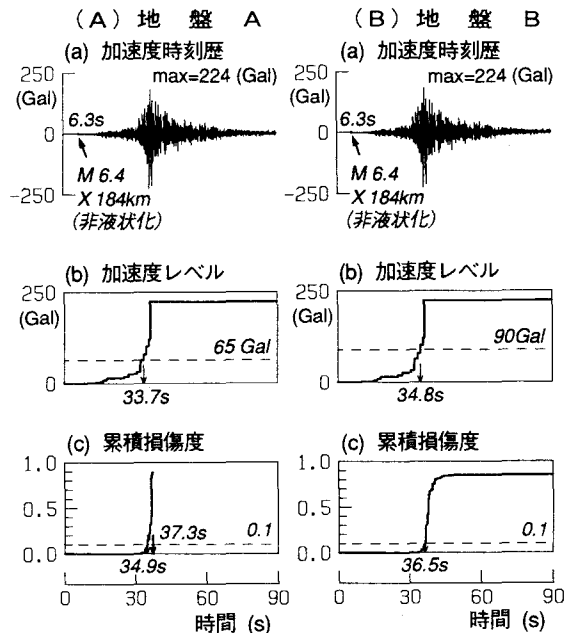 (A) 地盤 A
(a) 加速度時刻歴
250
(Gal)
max=224 (Gal)
6.3s
0
M 6.4
X 184km
(非液状化)
-250
(b) 加速度レベル
250
(Gal)
65 Gal
0
33.7s
(c) 累積損傷度
1.0
0.5
37.3s
0.1
0.0
34.9s
0 30 60 90
時間 (s)
(B) 地盤 B
(a) 加速度時刻歴
250
(Gal)
max=224 (Gal)
6.3s
0
M 6.4
X 184km
(非液状化)
-250
(b) 加速度レベル
250
(Gal)
90Gal
0
34.8s
(c) 累積損傷度
1.0
0.5
0.1
0.0
36.5s
0 30 60 90
時間 (s)